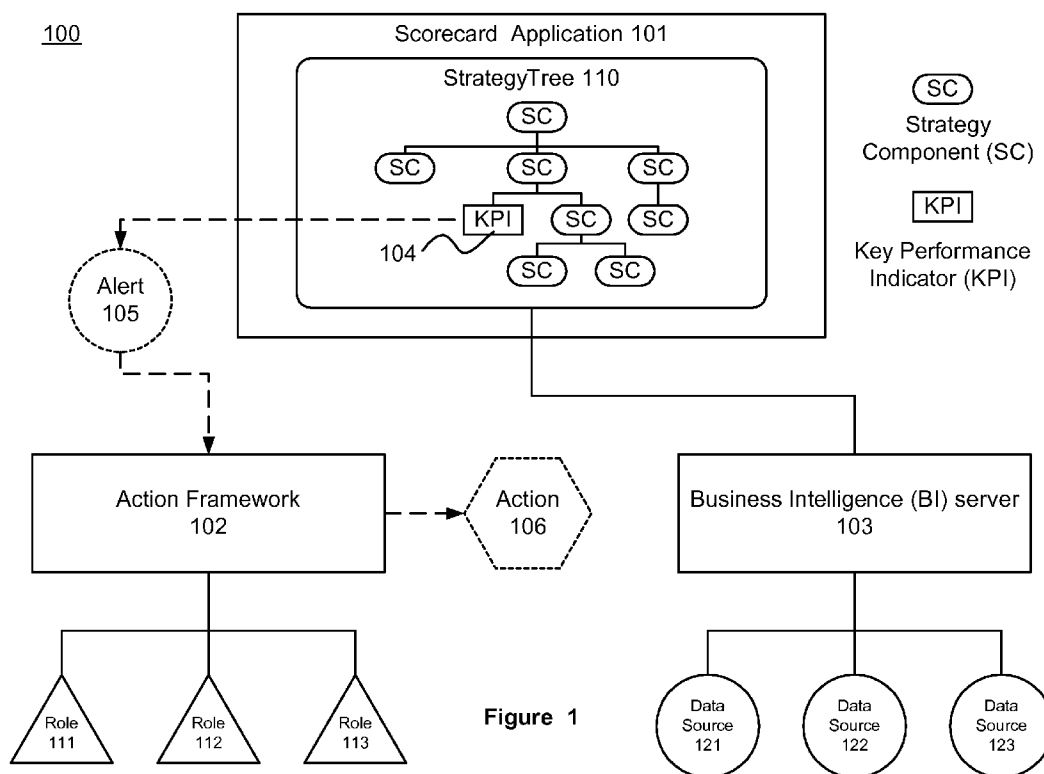 100
Scorecard Application 101
StrategyTree 110
SC
SC
SC
SC
KPI
SC
SC
104
SC
SC
SC
Strategy
Component (SC)
KPI
Key Performance
Indicator (KPI)
Alert
105
Action Framework
102
Action
106
Business Intelligence (BI) server
103
Role
111
Role
112
Role
113
Figure 1
Data
Source
121
Data
Source
122
Data
Source
123